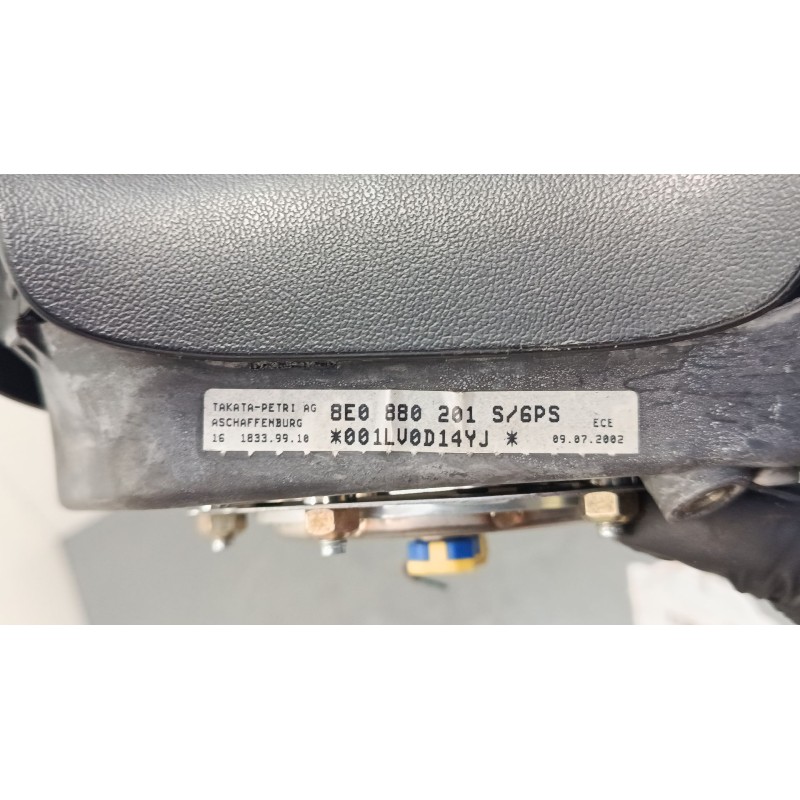 TAKATA-PETRI AG 8E0 880 201 S/6PS ECE
ASCHAFFENBURG
16 1833.99.10 *001LV0D14YJ * 09.07.2002